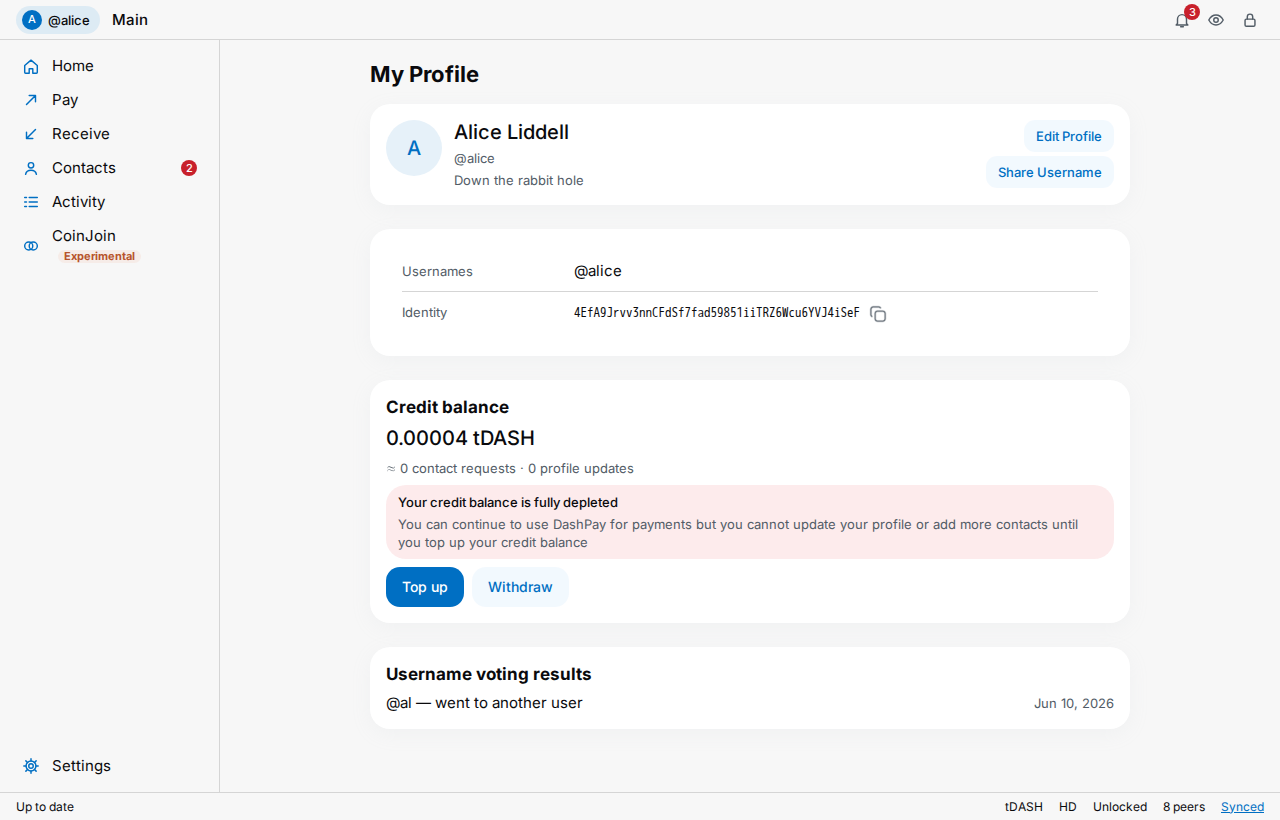 A @alice Main 3
Home
Pay
Receive
Contacts 2
Activity
CoinJoin
Experimental
Settings
My Profile
A
Alice Liddell
@alice
Down the rabbit hole
Edit Profile
Share Username
Usernames @alice
Identity 4EfA9Jrvv3nnCFdSf7fad59851iiTRZ6Wcu6YVJ4iSeF
Credit balance
0.00004 tDASH
≈ 0 contact requests · 0 profile updates
Your credit balance is fully depleted
You can continue to use DashPay for payments but you cannot update your profile or add more contacts until
you top up your credit balance
Top up Withdraw
Username voting results
@al — went to another user Jun 10, 2026
Up to date tDASH HD Unlocked 8 peers Synced